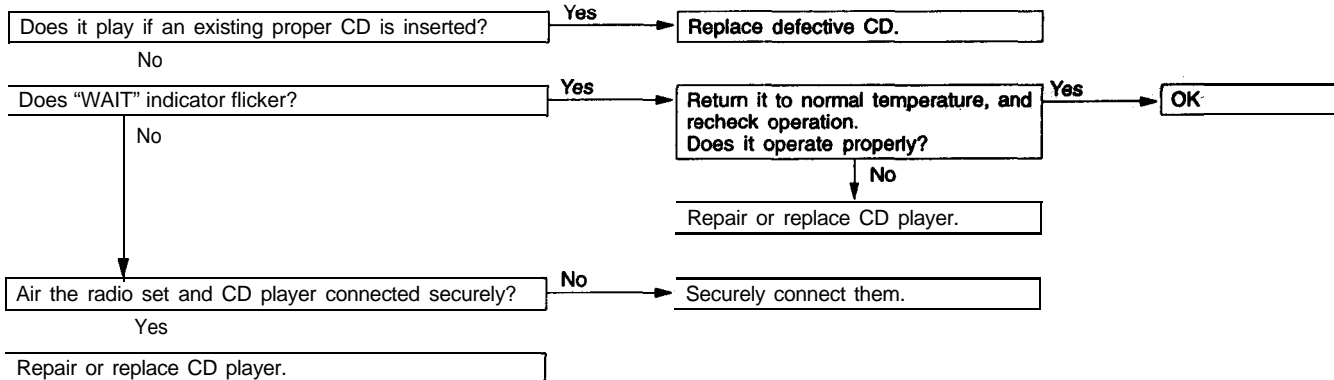 Does it play if an existing proper CD is inserted?
Yes
Replace defective CD.
No
Does “WAIT” indicator flicker?
Yes
Return it to normal temperature, and
recheck operation.
Does it operate properly?
Yes
OK
No
No
Repair or replace CD player.
Air the radio set and CD player connected securely?
No
Securely connect them.
Yes
Repair or replace CD player.